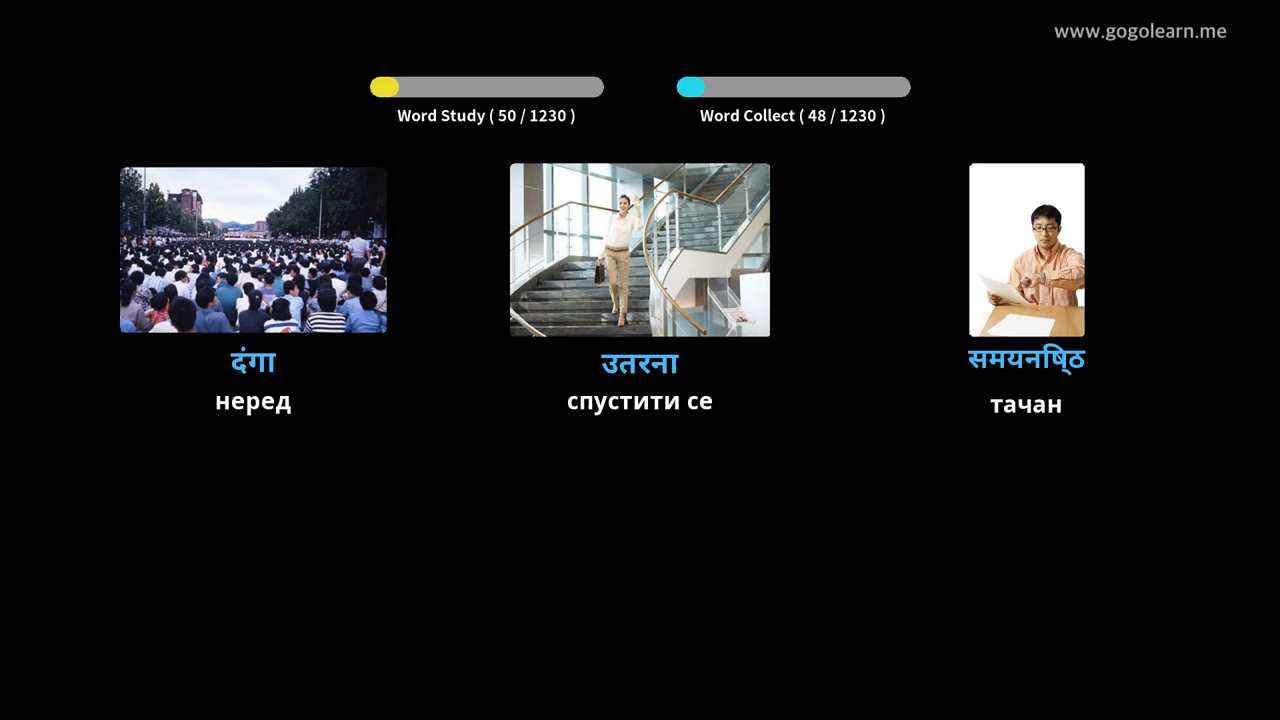 www.gogolearn.me
Word Study ( 50 / 1230 )
Word Collect ( 48 / 1230 )
दंगा
неред
उतरना
спустити се
समयनिष्ठ
тачан